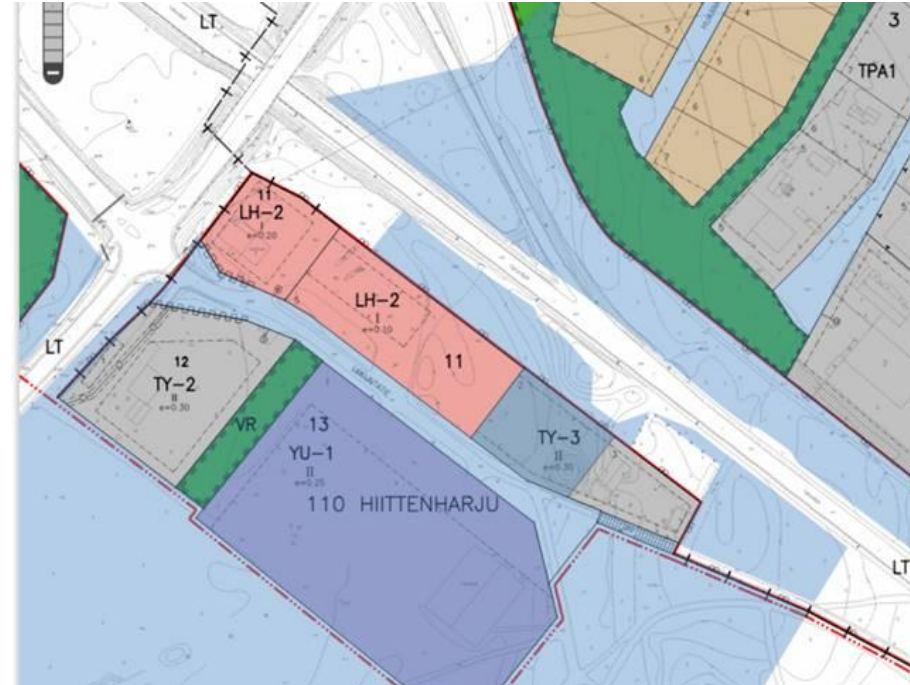 LT
3
TPA1
11
LH-2
I
e=0.20
LH-2
I
e=0.10
11
LT
12
TY-2
II
e=0.30
VR
13
YU-1
II
e=0.25
110 HIITTENHARJU
TY-3
II
e=0.30
LT